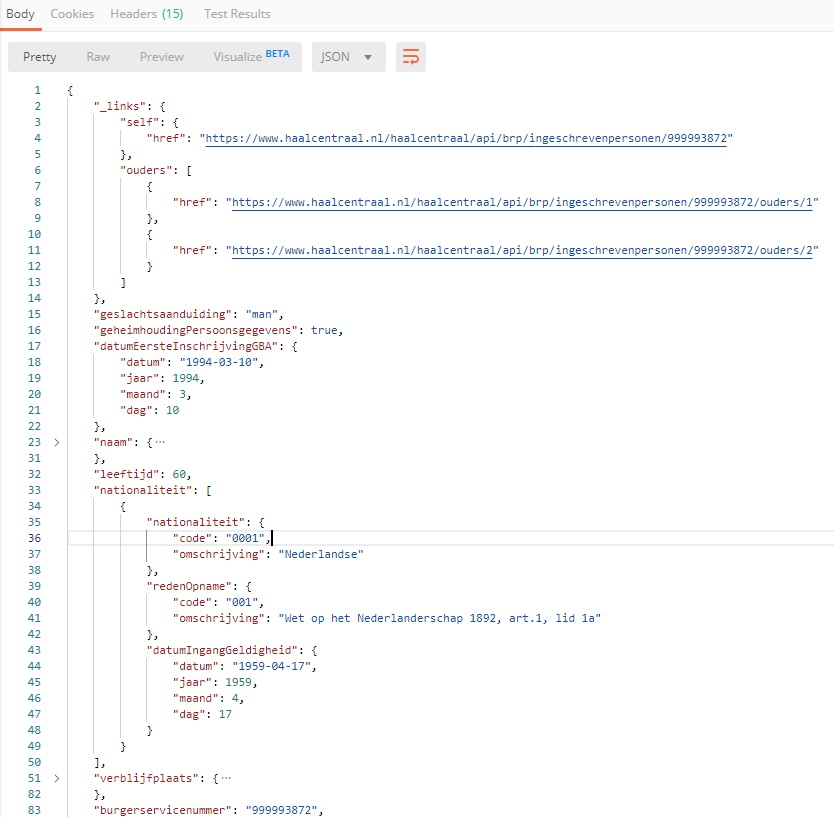 Body Cookies Headers (15) Test Results
Pretty Raw Preview Visualize BETA JSON
1 {
2 "_links": {
3 "self": {
4 "href": "https://www.haalcentraal.nl/haalcentraal/api/brp/ingeschrevenpersonen/999993872"
5 },
6 "ouders": [
7 {
8 "href": "https://www.haalcentraal.nl/haalcentraal/api/brp/ingeschrevenpersonen/999993872/ouders/1"
9 },
10 {
11 "href": "https://www.haalcentraal.nl/haalcentraal/api/brp/ingeschrevenpersonen/999993872/ouders/2"
12 }
13 ]
14 },
15 "geslachtsaanduiding": "man",
16 "geheimhoudingPersoonsgegevens": true,
17 "datumEersteInschrijvingGBA": {
18 "datum": "1994-03-10",
19 "jaar": 1994,
20 "maand": 3,
21 "dag": 10
22 },
23 "naam": {⋯
31 },
32 "leeftijd": 60,
33 "nationaliteit": [
34 {
35 "nationaliteit": {
36 "code": "0001",
37 "omschrijving": "Nederlandse"
38 },
39 "redenOpname": {
40 "code": "001",
41 "omschrijving": "Wet op het Nederlanderschap 1892, art.1, lid 1a"
42 },
43 "datumIngangGeldigheid": {
44 "datum": "1959-04-17",
45 "jaar": 1959,
46 "maand": 4,
47 "dag": 17
48 }
49 }
50 ],
51 "verblijfplaats": {⋯
82 },
83 "burgerservicenummer": "999993872",